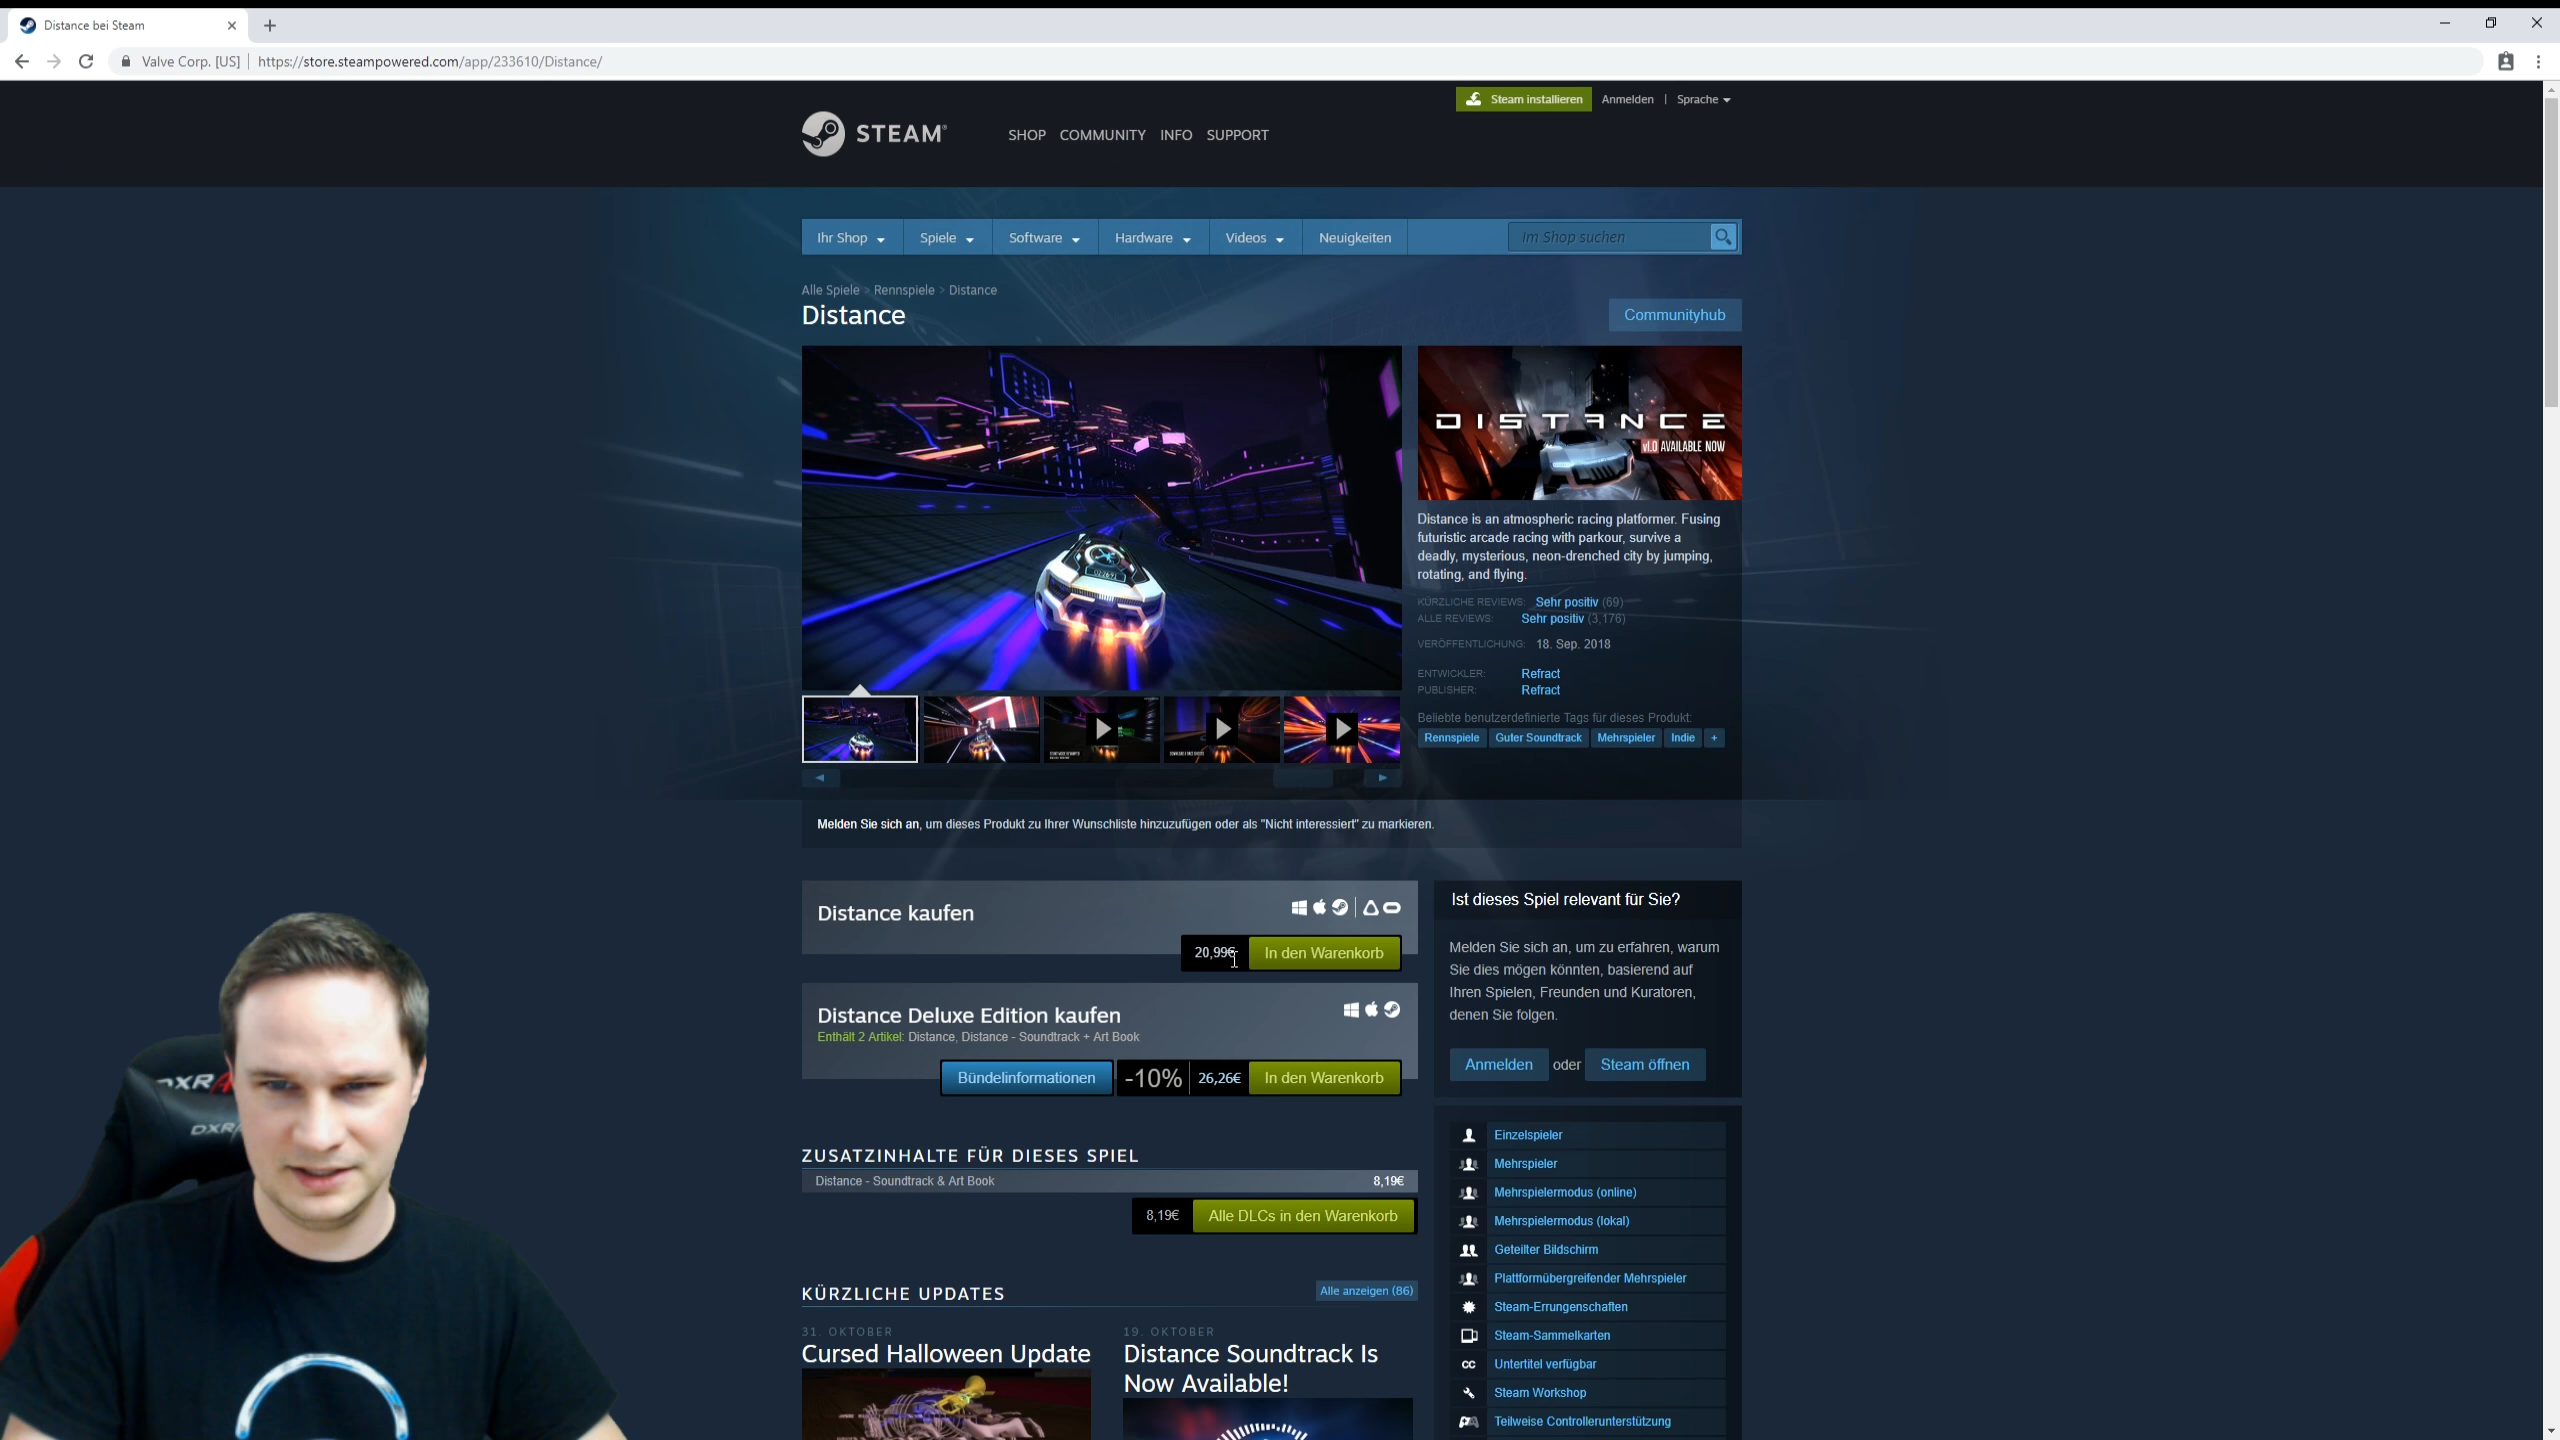 Distance bei Steam
Valve Corp. [US]
https://store.steampowered.com/app/233610/Distance/
Steam installieren
Anmelden
Sprache
STEAM
SHOP
COMMUNITY
INFO
SUPPORT
Ihr Shop
Spiele
Software
Hardware
Videos
Neuigkeiten
Im Shop suchen
Alle Spiele > Rennspiele > Distance
Distance
Communityhub
DISTANCE
v1.0 AVAILABLE NOW
Distance is an atmospheric racing platformer. Fusing
futuristic arcade racing with parkour, survive a
deadly, mysterious, neon-drenched city by jumping,
rotating, and flying.
KÜRZLICHE REVIEWS: Sehr positiv (69)
ALLE REVIEWS: Sehr positiv (3,176)
VERÖFFENTLICHUNG: 18. Sep. 2018
ENTWICKLER: Refract
PUBLISHER: Refract
Beliebte benutzerdefinierte Tags für dieses Produkt:
Rennspiele
Guter Soundtrack
Mehrspieler
Indie
+
Melden Sie sich an, um dieses Produkt zu Ihrer Wunschliste hinzuzufügen oder als "Nicht interessiert" zu markieren.
Distance kaufen
20,99€
In den Warenkorb
Distance Deluxe Edition kaufen
Enthält 2 Artikel: Distance, Distance - Soundtrack + Art Book
Bündelinformationen
-10%
26,26€
In den Warenkorb
ZUSATZINHALTE FÜR DIESES SPIEL
Distance - Soundtrack & Art Book
8,19€
8,19€
Alle DLCs in den Warenkorb
KÜRZLICHE UPDATES
Alle anzeigen (86)
31. OKTOBER
Cursed Halloween Update
19. OKTOBER
Distance Soundtrack Is
Now Available!
Ist dieses Spiel relevant für Sie?
Melden Sie sich an, um zu erfahren, warum
Sie dies mögen könnten, basierend auf
Ihren Spielen, Freunden und Kuratoren,
denen Sie folgen.
Anmelden
oder
Steam öffnen
Einzelspieler
Mehrspieler
Mehrspielermodus (online)
Mehrspielermodus (lokal)
Geteilter Bildschirm
Plattformübergreifender Mehrspieler
Steam-Errungenschaften
Steam-Sammelkarten
CC
Untertitel verfügbar
Steam Workshop
Teilweise Controllerunterstützung